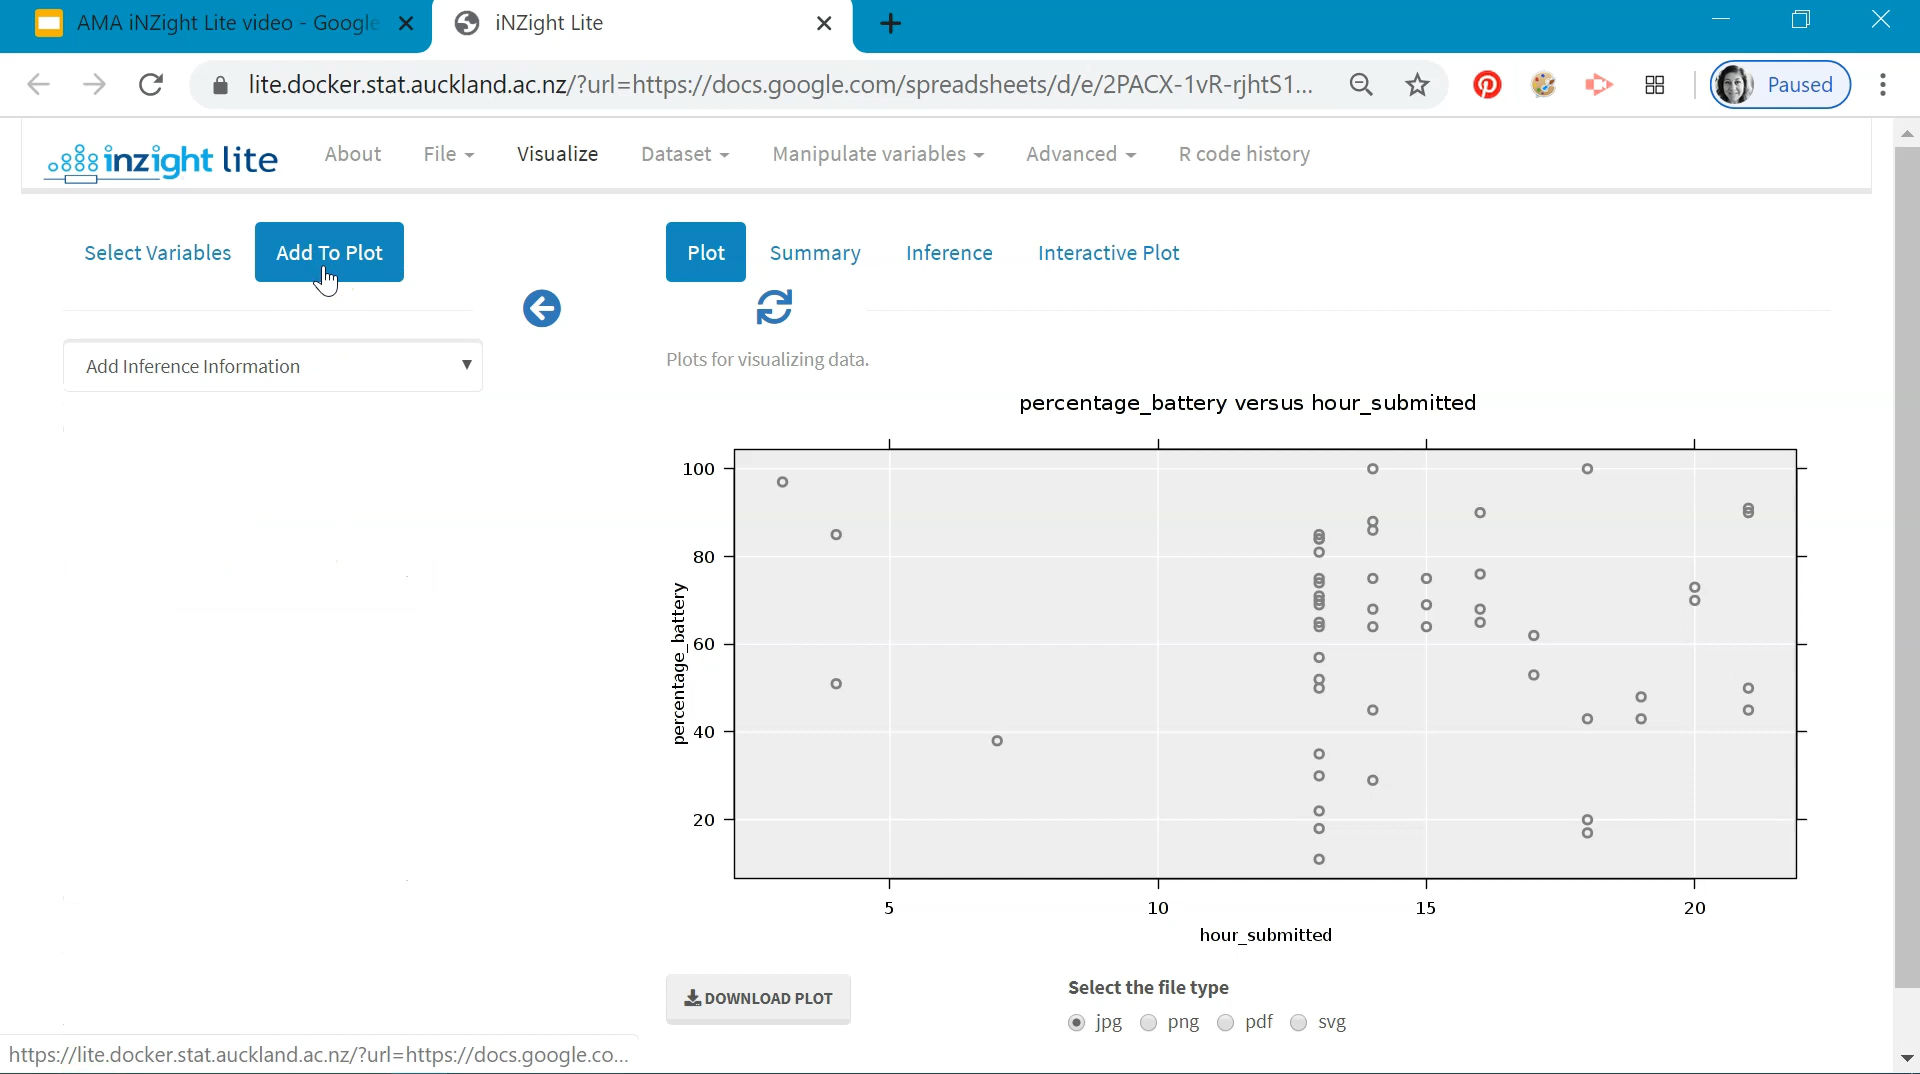 AMA iNZight Lite video - Google
iNZight Lite
lite.docker.stat.auckland.ac.nz/?url=https://docs.google.com/spreadsheets/d/e/2PACX-1vR-rjhtS1...
Paused
inzight lite
About
File
Visualize
Dataset
Manipulate variables
Advanced
R code history
Select Variables
Add To Plot
Plot
Summary
Inference
Interactive Plot
Add Inference Information
Plots for visualizing data.
percentage_battery versus hour_submitted
100
80
60
40
20
percentage_battery
5
10
15
20
hour_submitted
DOWNLOAD PLOT
Select the file type
jpg
png
pdf
svg
https://lite.docker.stat.auckland.ac.nz/?url=https://docs.google.co...